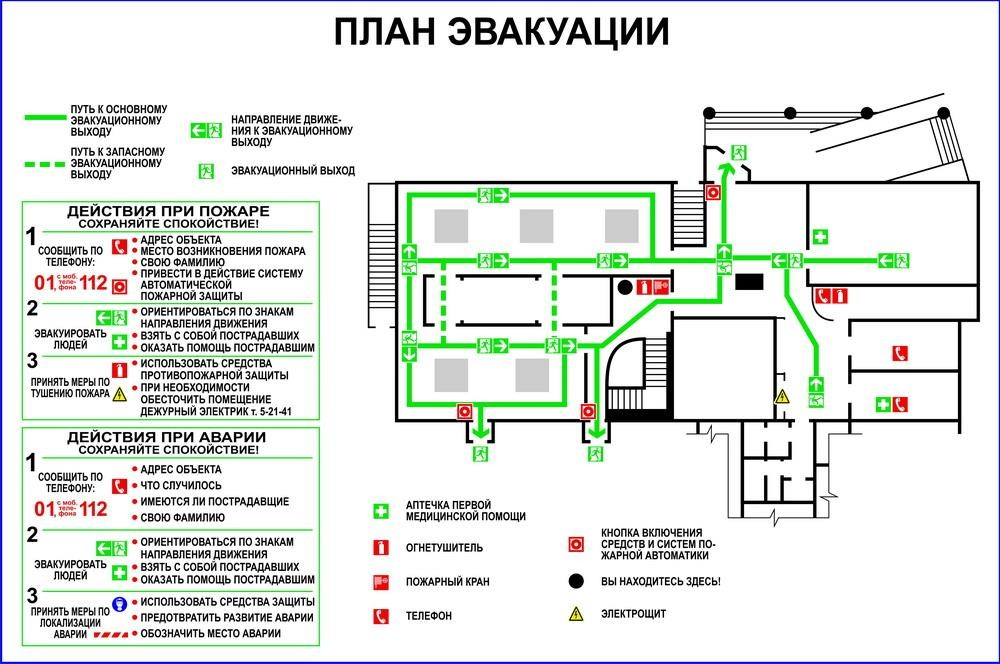 ПЛАН ЭВАКУАЦИИ
ПУТЬ К ОСНОВНОМУ
ЭВАКУАЦИОННОМУ
ВЫХОДУ
ПУТЬ К ЗАПАСНОМУ
ЭВАКУАЦИОННОМУ
ВЫХОДУ
НАПРАВЛЕНИЕ ДВИЖЕ-
НИЯ К ЭВАКУАЦИОННОМУ
ВЫХОДУ
ЭВАКУАЦИОННЫЙ ВЫХОД
ДЕЙСТВИЯ ПРИ ПОЖАРЕ
СОХРАНЯЙТЕ СПОКОЙСТВИЕ!
1
СООБЩИТЬ ПО
ТЕЛЕФОНУ:
01 с моб. теле- фона 112
• АДРЕС ОБЪЕКТА
• МЕСТО ВОЗНИКНОВЕНИЯ ПОЖАРА
• СВОЮ ФАМИЛИЮ
• ПРИВЕСТИ В ДЕЙСТВИЕ СИСТЕМУ
АВТОМАТИЧЕСКОЙ
ПОЖАРНОЙ ЗАЩИТЫ
2
ЭВАКУИРОВАТЬ
ЛЮДЕЙ
• ОРИЕНТИРОВАТЬСЯ ПО ЗНАКАМ
НАПРАВЛЕНИЯ ДВИЖЕНИЯ
• ВЗЯТЬ С СОБОЙ ПОСТРАДАВШИХ
• ОКАЗАТЬ ПОМОЩЬ ПОСТРАДАВШИМ
3
ПРИНЯТЬ МЕРЫ ПО
ТУШЕНИЮ ПОЖАРА
• ИСПОЛЬЗОВАТЬ СРЕДСТВА
ПРОТИВОПОЖАРНОЙ ЗАЩИТЫ
• ПРИ НЕОБХОДИМОСТИ
ОБЕСТОЧИТЬ ПОМЕЩЕНИЕ
ДЕЖУРНЫЙ ЭЛЕКТРИК т. 5-21-41
ДЕЙСТВИЯ ПРИ АВАРИИ
СОХРАНЯЙТЕ СПОКОЙСТВИЕ!
1
СООБЩИТЬ ПО
ТЕЛЕФОНУ:
01 с моб. теле- фона 112
• АДРЕС ОБЪЕКТА
• ЧТО СЛУЧИЛОСЬ
• ИМЕЮТСЯ ЛИ ПОСТРАДАВШИЕ
• СВОЮ ФАМИЛИЮ
2
ЭВАКУИРОВАТЬ
ЛЮДЕЙ
• ОРИЕНТИРОВАТЬСЯ ПО ЗНАКАМ
НАПРАВЛЕНИЯ ДВИЖЕНИЯ
• ВЗЯТЬ С СОБОЙ ПОСТРАДАВШИХ
• ОКАЗАТЬ ПОМОЩЬ ПОСТРАДАВШИМ
3
ПРИНЯТЬ МЕРЫ ПО
ЛОКАЛИЗАЦИИ
АВАРИИ
• ИСПОЛЬЗОВАТЬ СРЕДСТВА ЗАЩИТЫ
• ПРЕДОТВРАТИТЬ РАЗВИТИЕ АВАРИИ
• ОБОЗНАЧИТЬ МЕСТО АВАРИИ
АПТЕЧКА ПЕРВОЙ
МЕДИЦИНСКОЙ ПОМОЩИ
ОГНЕТУШИТЕЛЬ
ПОЖАРНЫЙ КРАН
ТЕЛЕФОН
КНОПКА ВКЛЮЧЕНИЯ
СРЕДСТВ И СИСТЕМ ПО-
ЖАРНОЙ АВТОМАТИКИ
ВЫ НАХОДИТЕСЬ ЗДЕСЬ!
ЭЛЕКТРОЩИТ